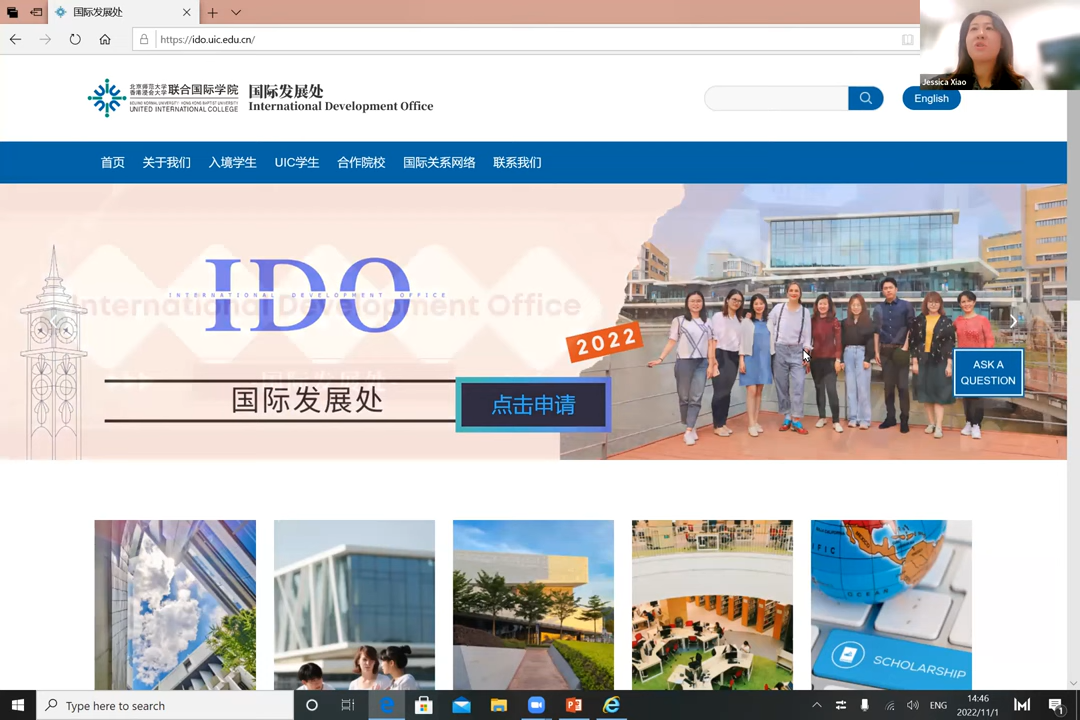 国际发展处
https://ido.uic.edu.cn/
Jessica Xiao
北京师范大学
香港浸会大学
联合国际学院
BEIJING NORMAL UNIVERSITY· HONG KONG BAPTIST UNIVERSITY
UNITED INTERNATIONAL COLLEGE
国际发展处
International Development Office
English
首页 关于我们 入境学生 UIC学生 合作院校 国际关系网络 联系我们
IDO
INTERNATIONAL DEVELOPMENT OFFICE
International Development Office
2022
国际发展处
点击申请
ASK A
QUESTION
OCEAN
SCHOLARSHIP
Type here to search
ENG
14:46
2022/11/1
1